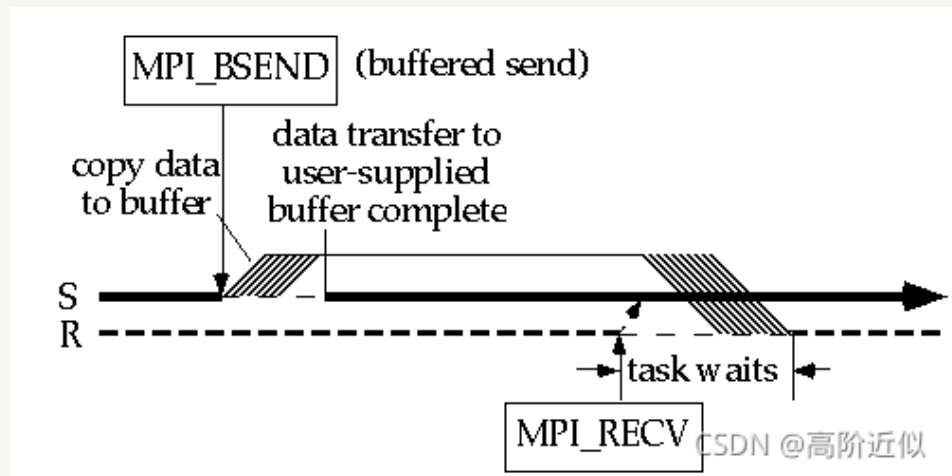 MPI_BSEND (buffered send)
data transfer to
user-supplied
buffer complete
copy data
to buffer
S
R
task waits
MPI_RECV
CSDN @高阶近似